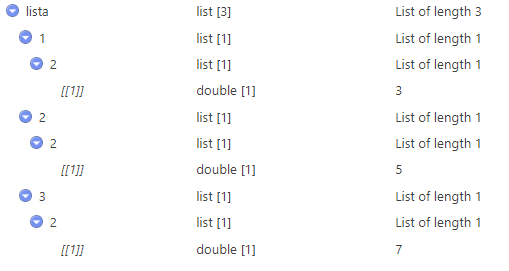 lista list [3] List of length 3
1 list [1] List of length 1
2 list [1] List of length 1
[[1]] double [1] 3
2 list [1] List of length 1
2 list [1] List of length 1
[[1]] double [1] 5
3 list [1] List of length 1
2 list [1] List of length 1
[[1]] double [1] 7